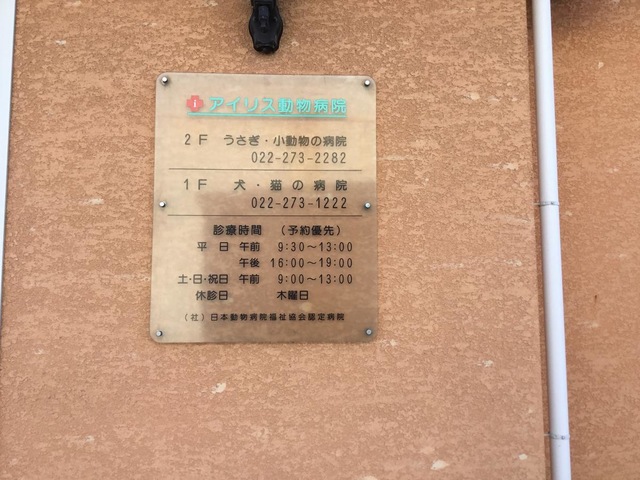 i アイリス動物病院
2F うさぎ・小動物の病院
022-273-2282
1F 犬・猫の病院
022-273-1222
診療時間 （予約優先）
平日 午前 9:30～13:00
午後 16:00～19:00
土・日・祝日 午前 9:00～13:00
休診日 木曜日
（社）日本動物病院福祉協会認定病院